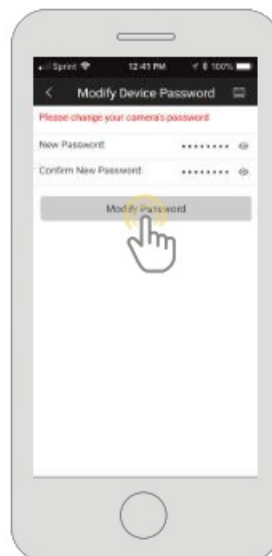 Sprint 12:41 PM 100%
Modify Device Password
Please change your camera's password
New Password: ••••••••
Confirm New Password: ••••••••
Modify Password